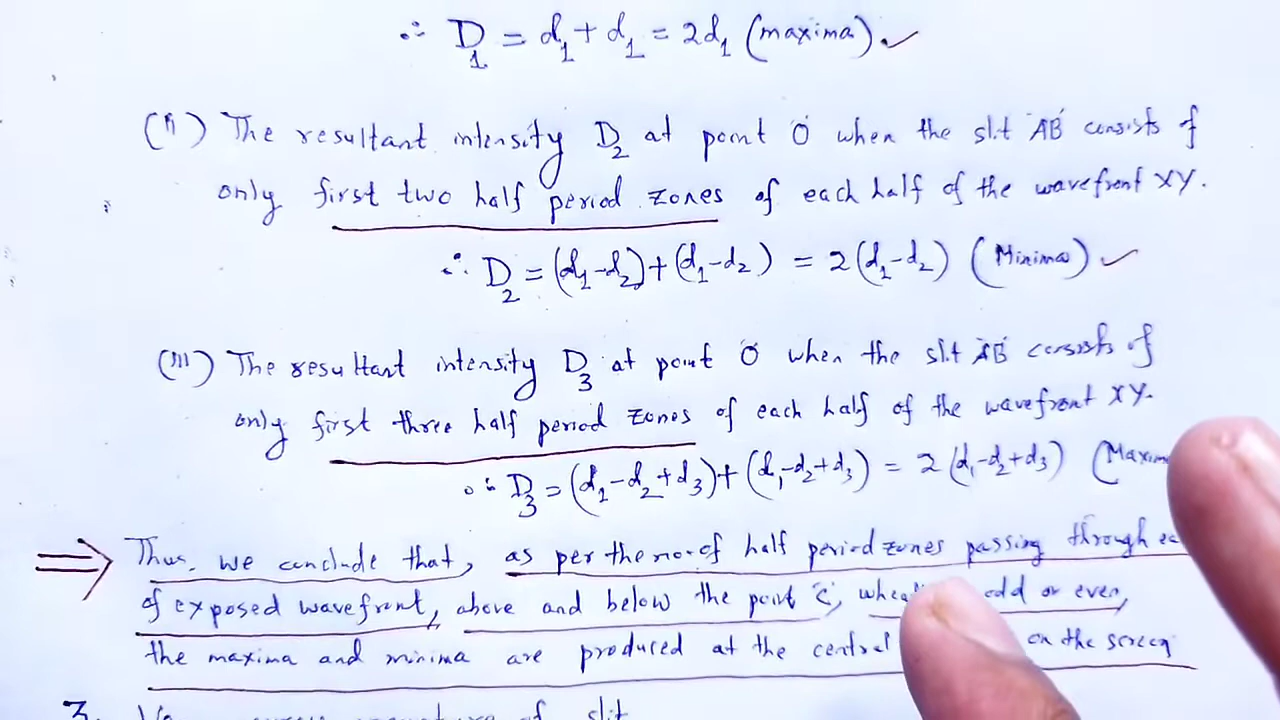 ∴ D₁ = d₁ + d₁ = 2d₁ (maxima) ✓
(II) The resultant intensity D₂ at point O when the slit AB consists of
only first two half period zones of each half of the wavefront XY.
∴ D₂ = (d₁-d₂)+(d₁-d₂) = 2(d₁-d₂) (Minima) ✓
(III) The resultant intensity D₃ at point O when the slit AB consists of
only first three half period zones of each half of the wavefront XY.
∴ D₃ = (d₁-d₂+d₃)+(d₁-d₂+d₃) = 2(d₁-d₂+d₃)
⇒ Thus, we conclude that, as per the no. of half period zones passing through
of exposed wavefront, above and below the point 'C', odd or even,
the maxima and minima are produced at the central on the screen
3. of slit